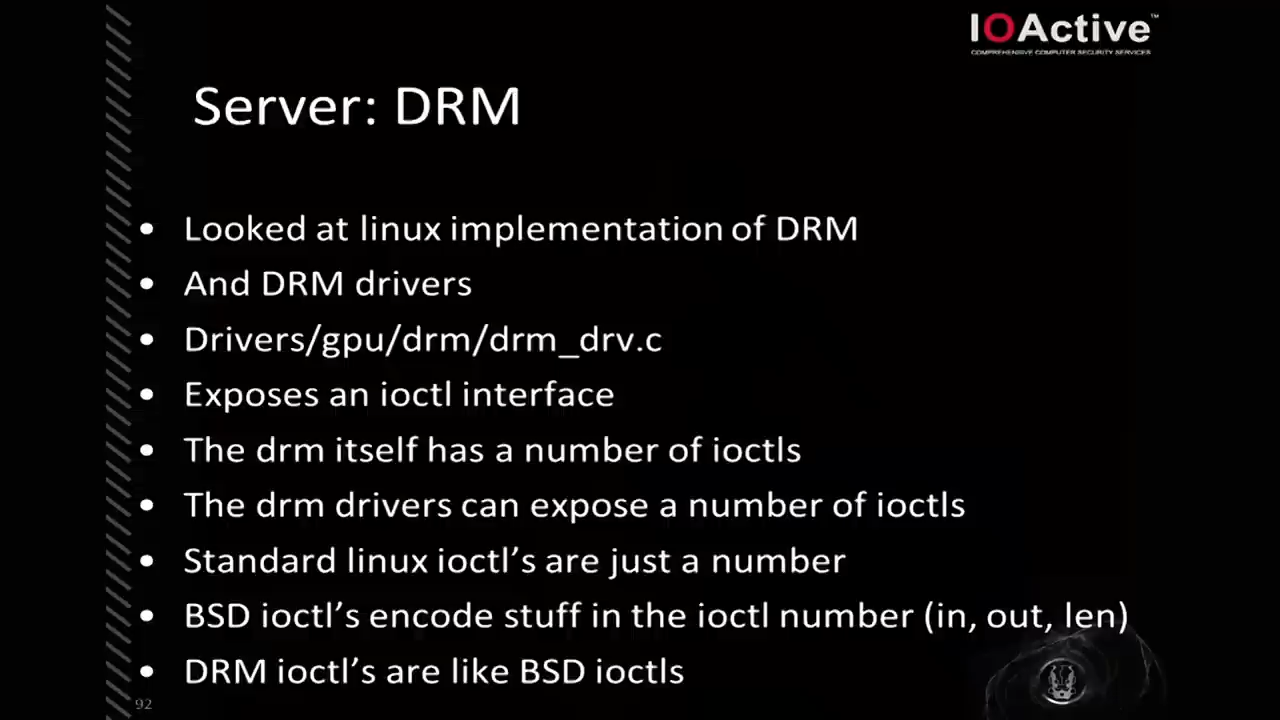 IOActive™
COMPREHENSIVE COMPUTER SECURITY SERVICES
Server: DRM
• Looked at linux implementation of DRM
• And DRM drivers
• Drivers/gpu/drm/drm_drv.c
• Exposes an ioctl interface
• The drm itself has a number of ioctls
• The drm drivers can expose a number of ioctls
• Standard linux ioctl’s are just a number
• BSD ioctl’s encode stuff in the ioctl number (in, out, len)
• DRM ioctl’s are like BSD ioctls
92